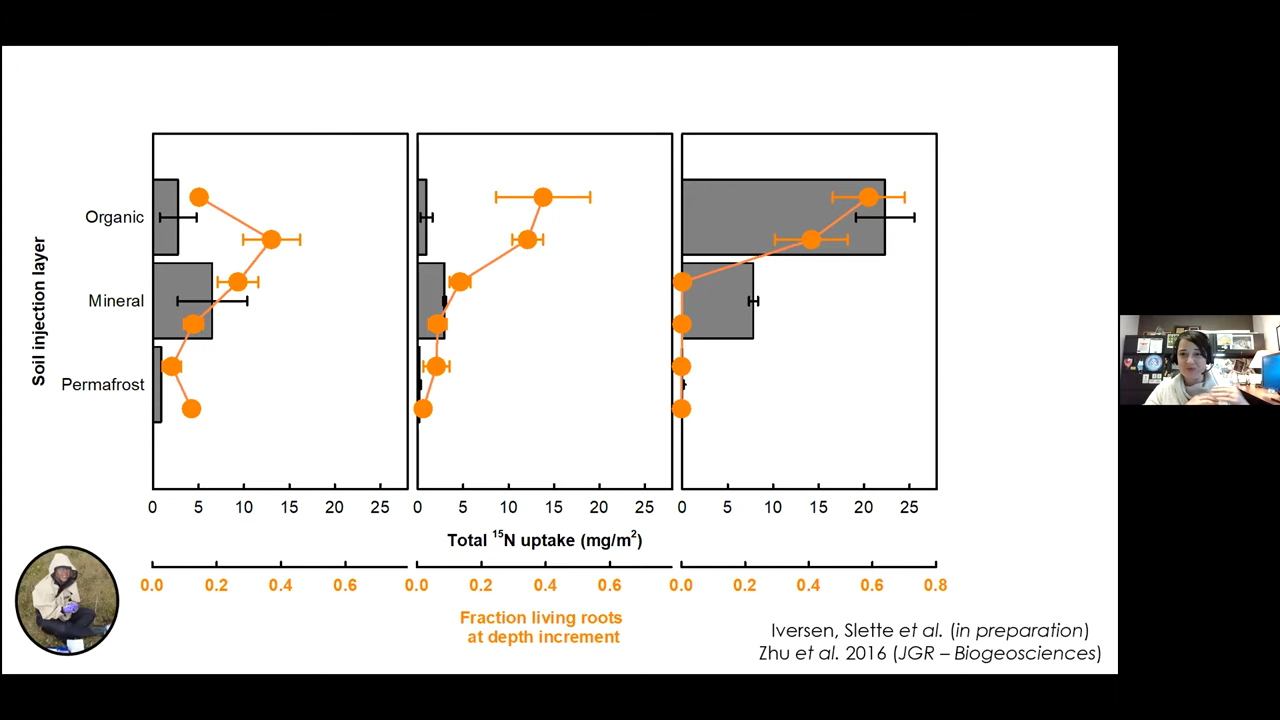 Soil injection layer
Organic
Mineral
Permafrost
0 5 10 15 20 25
0 5 10 15 20 25
0 5 10 15 20 25
Total ¹⁵N uptake (mg/m²)
0.0 0.2 0.4 0.6
0.0 0.2 0.4 0.6
0.0 0.2 0.4 0.6 0.8
Fraction living roots
at depth increment
Iversen, Slette et al. (in preparation)
Zhu et al. 2016 (JGR – Biogeosciences)